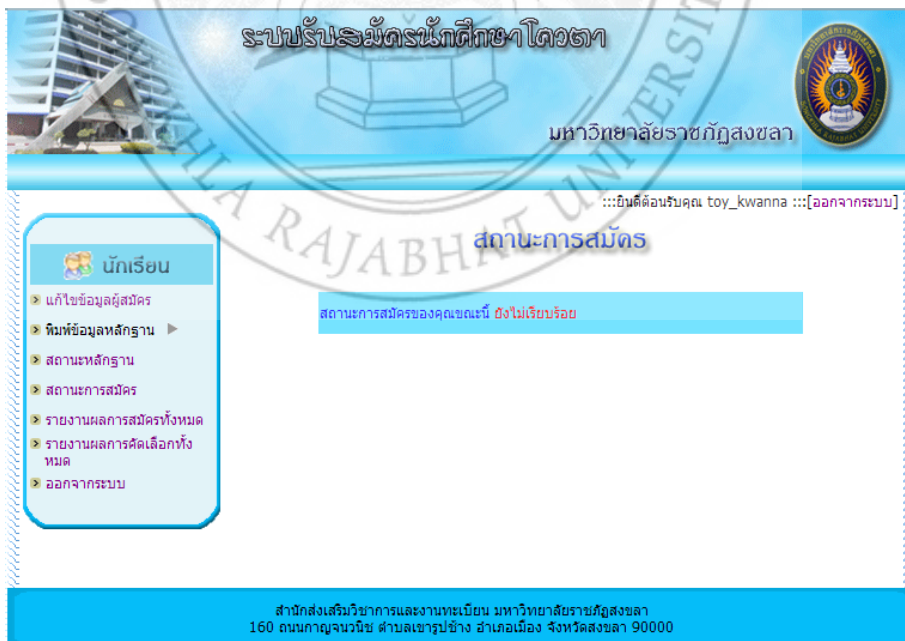 ระบบรับสมัครนักศึกษาโควตา
มหาวิทยาลัยราชภัฏสงขลา
:::ยินดีต้อนรับคุณ toy_kwanna :::[ออกจากระบบ]
สถานะการสมัคร
นักเรียน
แก้ไขข้อมูลผู้สมัคร
พิมพ์ข้อมูลหลักฐาน
สถานะหลักฐาน
สถานะการสมัคร
รายงานผลการสมัครทั้งหมด
รายงานผลการคัดเลือกทั้ง
หมด
ออกจากระบบ
สถานะการสมัครของคุณขณะนี้ ยังไม่เรียบร้อย
RAJABHAT
สำนักส่งเสริมวิชาการและงานทะเบียน มหาวิทยาลัยราชภัฏสงขลา
160 ถนนกาญจนวนิช ตำบลเขารูปช้าง อำเภอเมือง จังหวัดสงขลา 90000